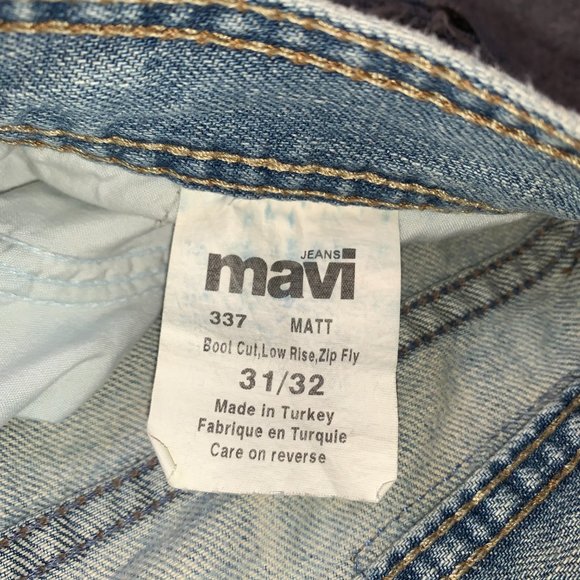 JEANS
mavi
337 MATT
Boot Cut,Low Rise,Zip Fly
31/32
Made in Turkey
Fabrique en Turquie
Care on reverse